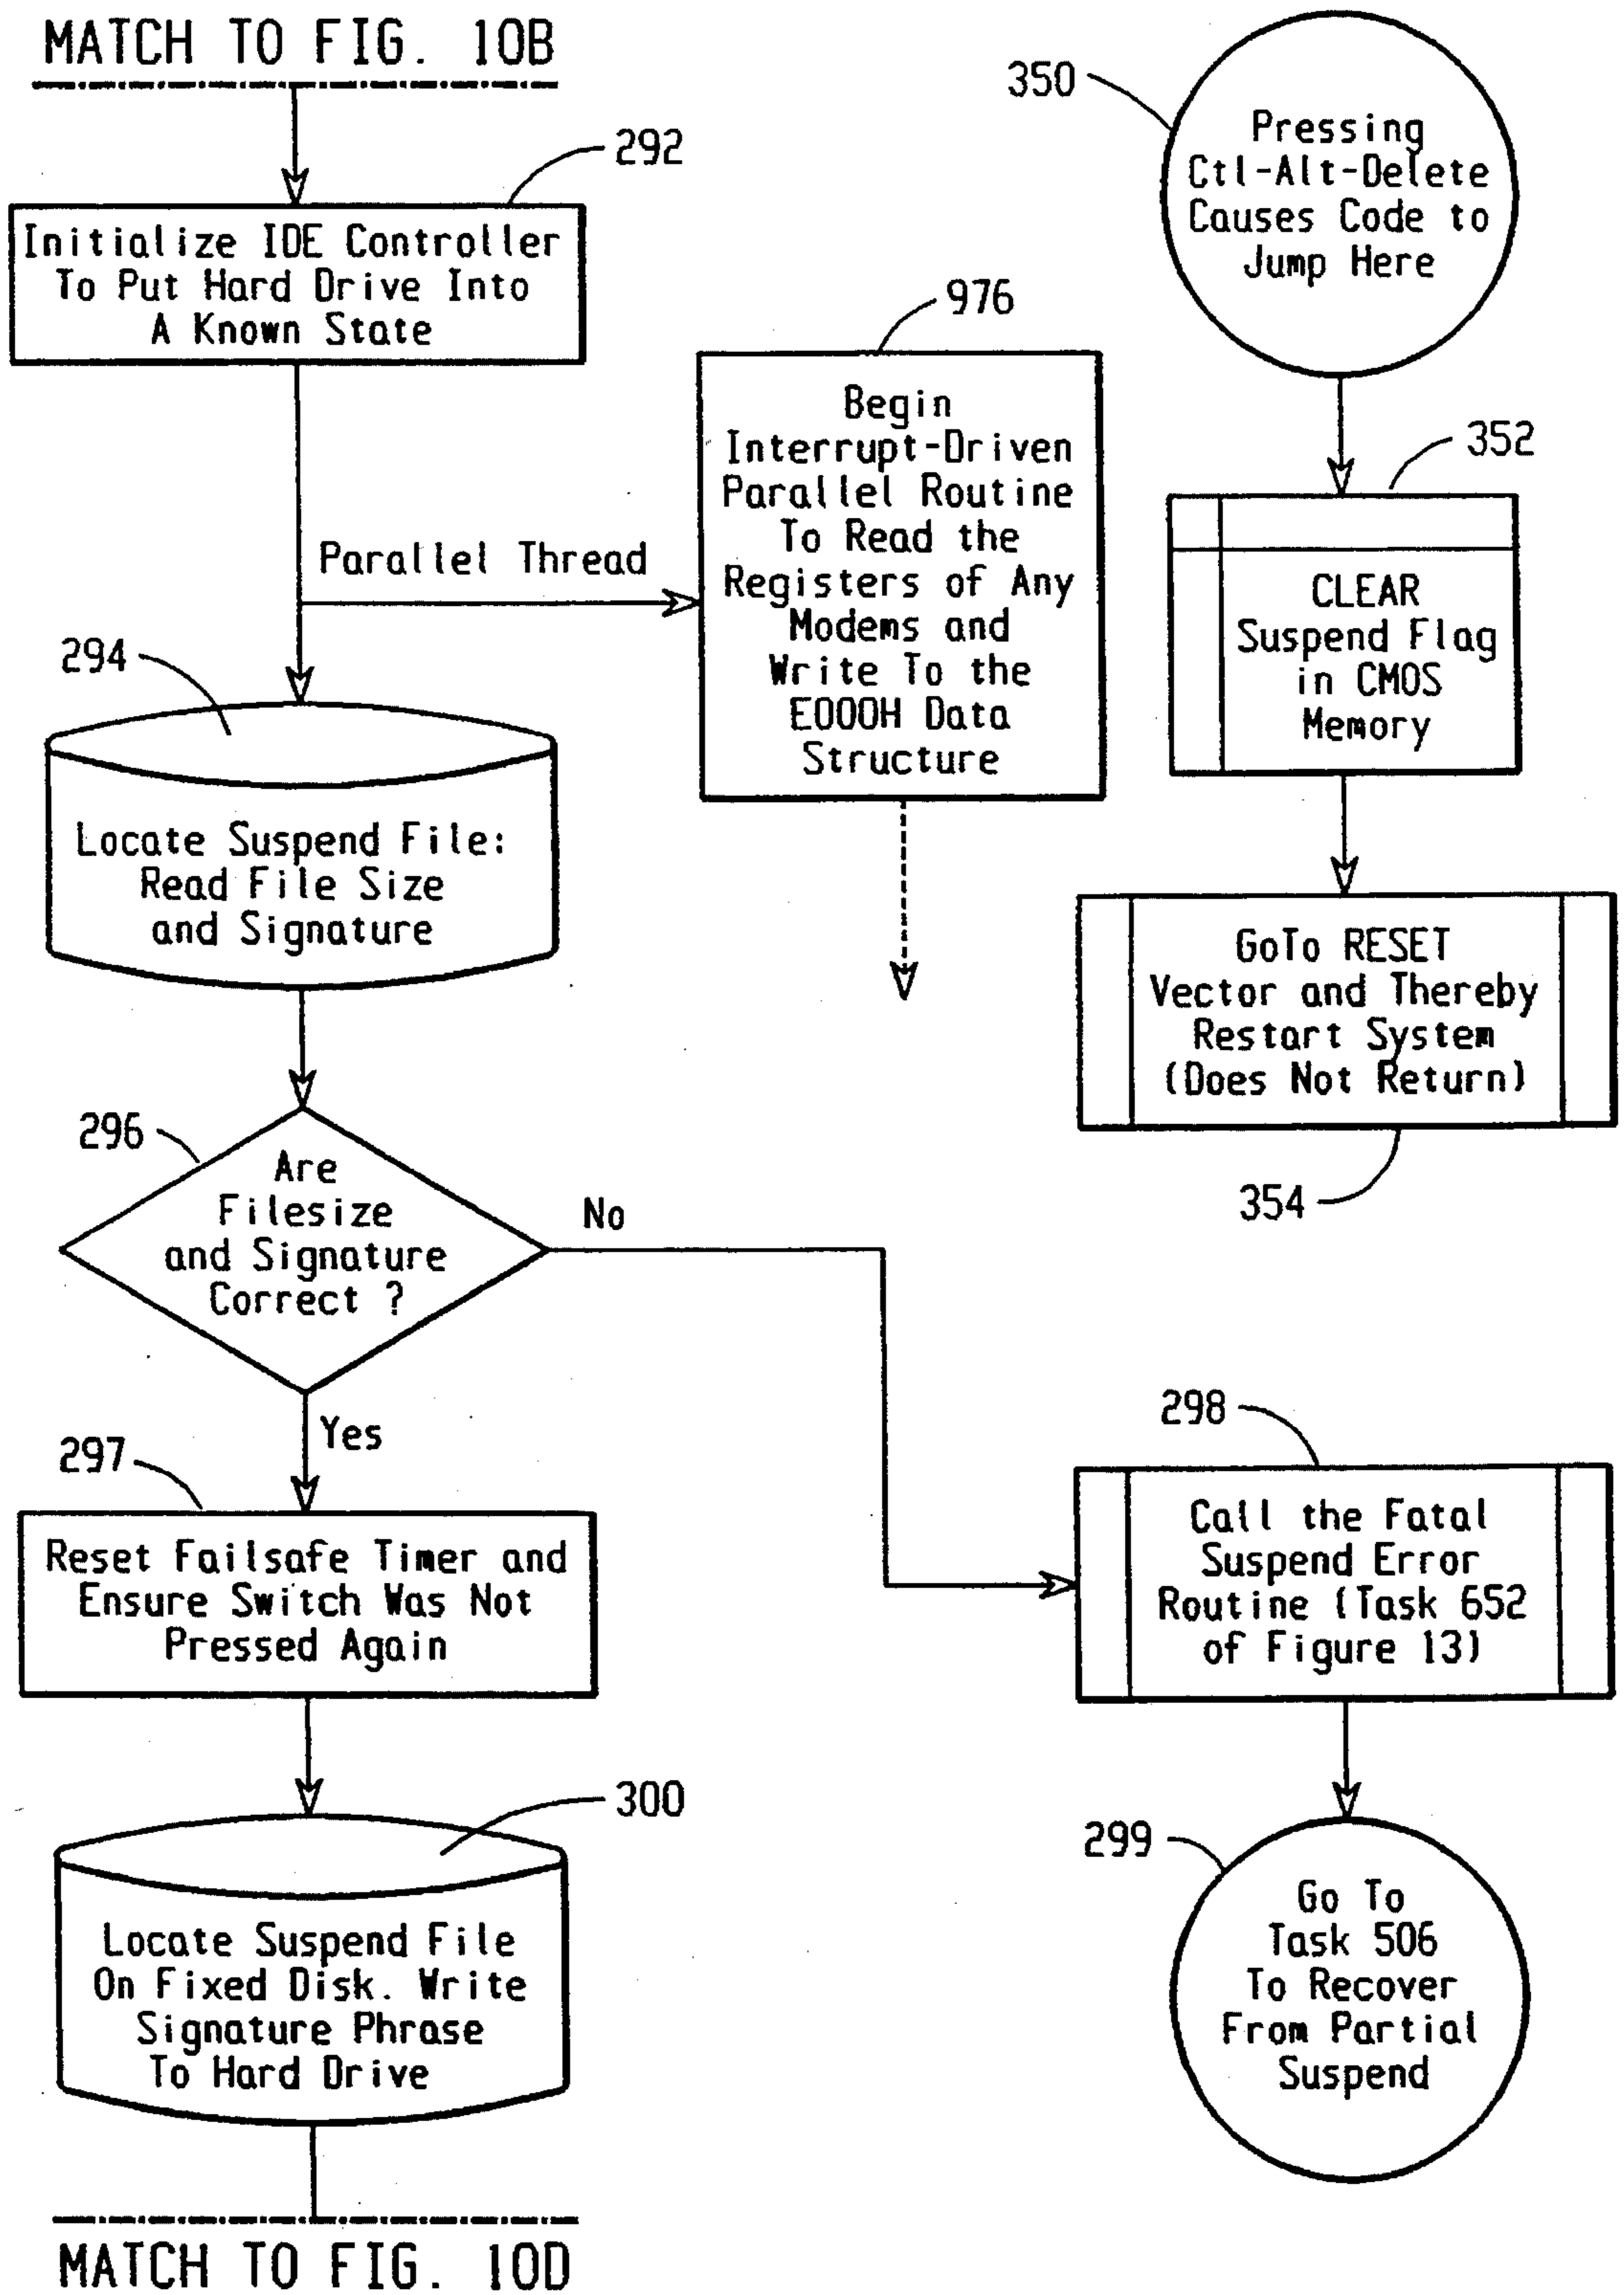 MATCH TO FIG. 10B
292
Initialize IDE Controller
To Put Hard Drive Into
A Known State
Parallel Thread
976
Begin
Interrupt-Driven
Parallel Routine
To Read the
Registers of Any
Modems and
Write To the
E000H Data
Structure
294
Locate Suspend File:
Read File Size
and Signature
296
Are
Filesize
and Signature
Correct ?
No
Yes
297
Reset Failsafe Timer and
Ensure Switch Was Not
Pressed Again
300
Locate Suspend File
On Fixed Disk. Write
Signature Phrase
To Hard Drive
MATCH TO FIG. 10D
350
Pressing
Ctl-Alt-Delete
Causes Code to
Jump Here
352
CLEAR
Suspend Flag
in CMOS
Memory
GoTo RESET
Vector and Thereby
Restart System
(Does Not Return)
354
298
Call the Fatal
Suspend Error
Routine (Task 652
of Figure 13)
299
Go To
Task 506
To Recover
From Partial
Suspend